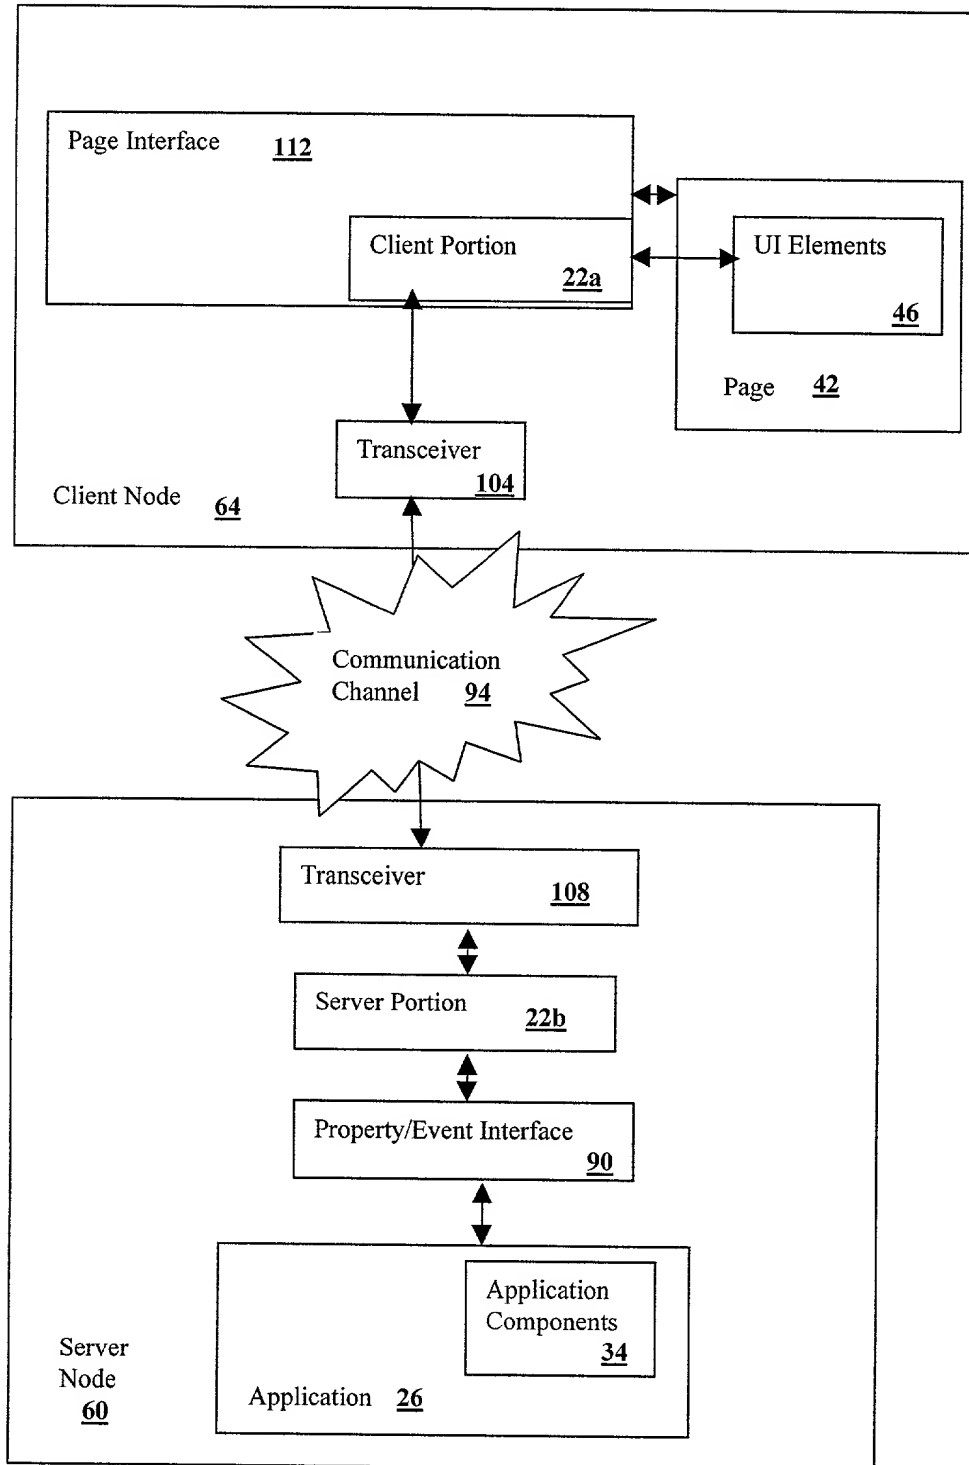 Page Interface 112
Client Portion
22a
UI Elements
46
Page 42
Transceiver
104
Client Node 64
Communication
Channel 94
Transceiver
108
Server Portion
22b
Property/Event Interface
90
Application
Components
34
Server
Node
60
Application 26